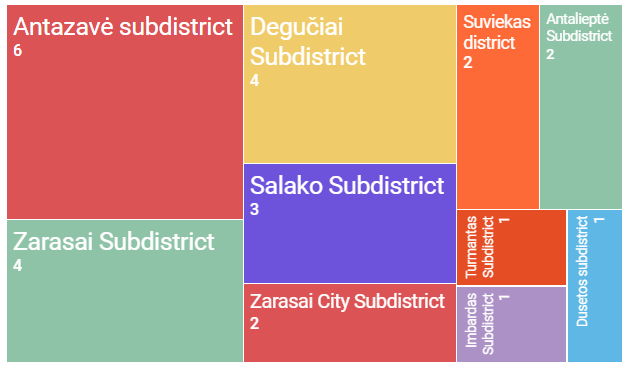 Antazavė subdistrict
6
Zarasai Subdistrict
4
Degučiai
Subdistrict
4
Salako Subdistrict
3
Zarasai City Subdistrict
2
Suviekas
district
2
Antalieptė
Subdistrict
2
Turmantas
Subdistrict
1
Imbardas
Subdistrict
1
Dusetos subdistrict
1